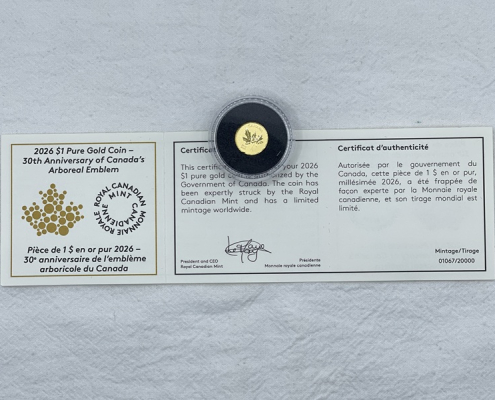 2026 $1 Pure Gold Coin –
30th Anniversary of Canada's
Arboreal Emblem
ROYAL CANADIAN MINT
MONNAIE ROYALE CANADIENNE
Pièce de 1 $ en or pur 2026 –
30e anniversaire de l'emblème
arboricole du Canada
This certifi your 2026
$1 pure gold ized by the
Government of Canada. The coin has
been expertly struck by the Royal
Canadian Mint and has a limited
mintage worldwide.
President and CEO
Royal Canadian Mint
Présidente
Monnaie royale canadienne
Certificat d'authenticité
Autorisée par le gouvernement du
Canada, cette pièce de 1 $ en or pur,
millésimée 2026, a été frappée de
façon experte par la Monnaie royale
canadienne, et son tirage mondial est
limité.
Mintage/Tirage
01067/20000